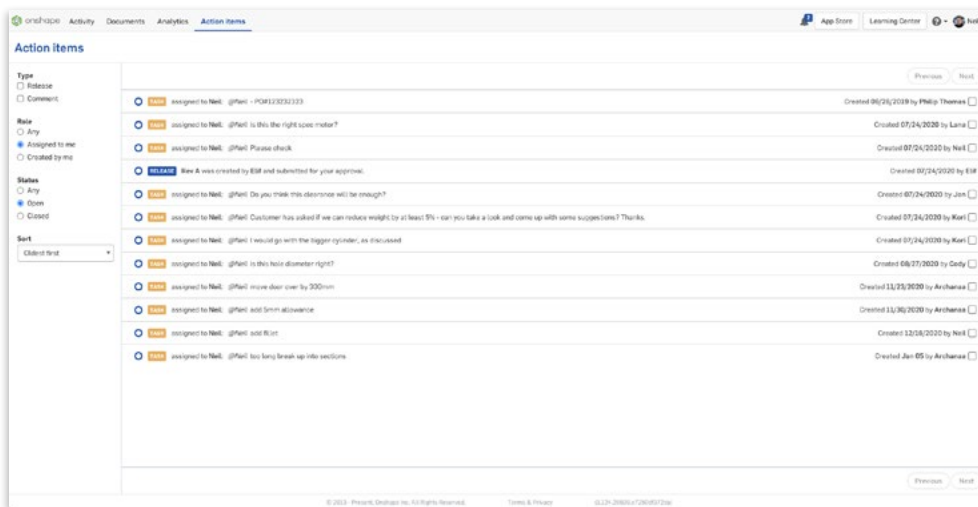 onshape Activity Documents Analytics Action items App Store Learning Center
Action items
Type
Release
Comment
Role
Any
Assigned to me
Created by me
Status
Any
Open
Closed
Sort
Oldest first
Previous Next
TASK assigned to Neil: @Neil - PO#123232323 Created by Philip Thomas
TASK assigned to Neil: @Neil is this the right spec motor? Created 07/24/2020 by Lana
TASK assigned to Neil: @Neil Please check Created 07/24/2020 by Neil
RELEASE Rev A was created by Elif and submitted for your approval. Created 07/24/2020 by Elif
TASK assigned to Neil: @Neil Do you think this clearance will be enough? Created 07/24/2020 by Jon
TASK assigned to Neil: @Neil Customer has asked if we can reduce weight by at least 5% - can you take a look and come up with some suggestions? Thanks. Created 07/24/2020 by Kori
TASK assigned to Neil: @Neil I would go with the bigger cylinder, as discussed Created 07/24/2020 by Kori
TASK assigned to Neil: @Neil is this hole diameter right? Created 08/27/2020 by Cody
TASK assigned to Neil: @Neil move door over by 300mm Created 11/23/2020 by Archanaa
TASK assigned to Neil: @Neil add 5mm allowance Created 11/30/2020 by Archanaa
TASK assigned to Neil: @Neil add fillet Created 12/18/2020 by Neil
TASK assigned to Neil: @Neil too long break up into sections Created Jan 05 by Archanaa
Previous Next
© 2013 - Present, Onshape Inc. All Rights Reserved. Terms & Privacy